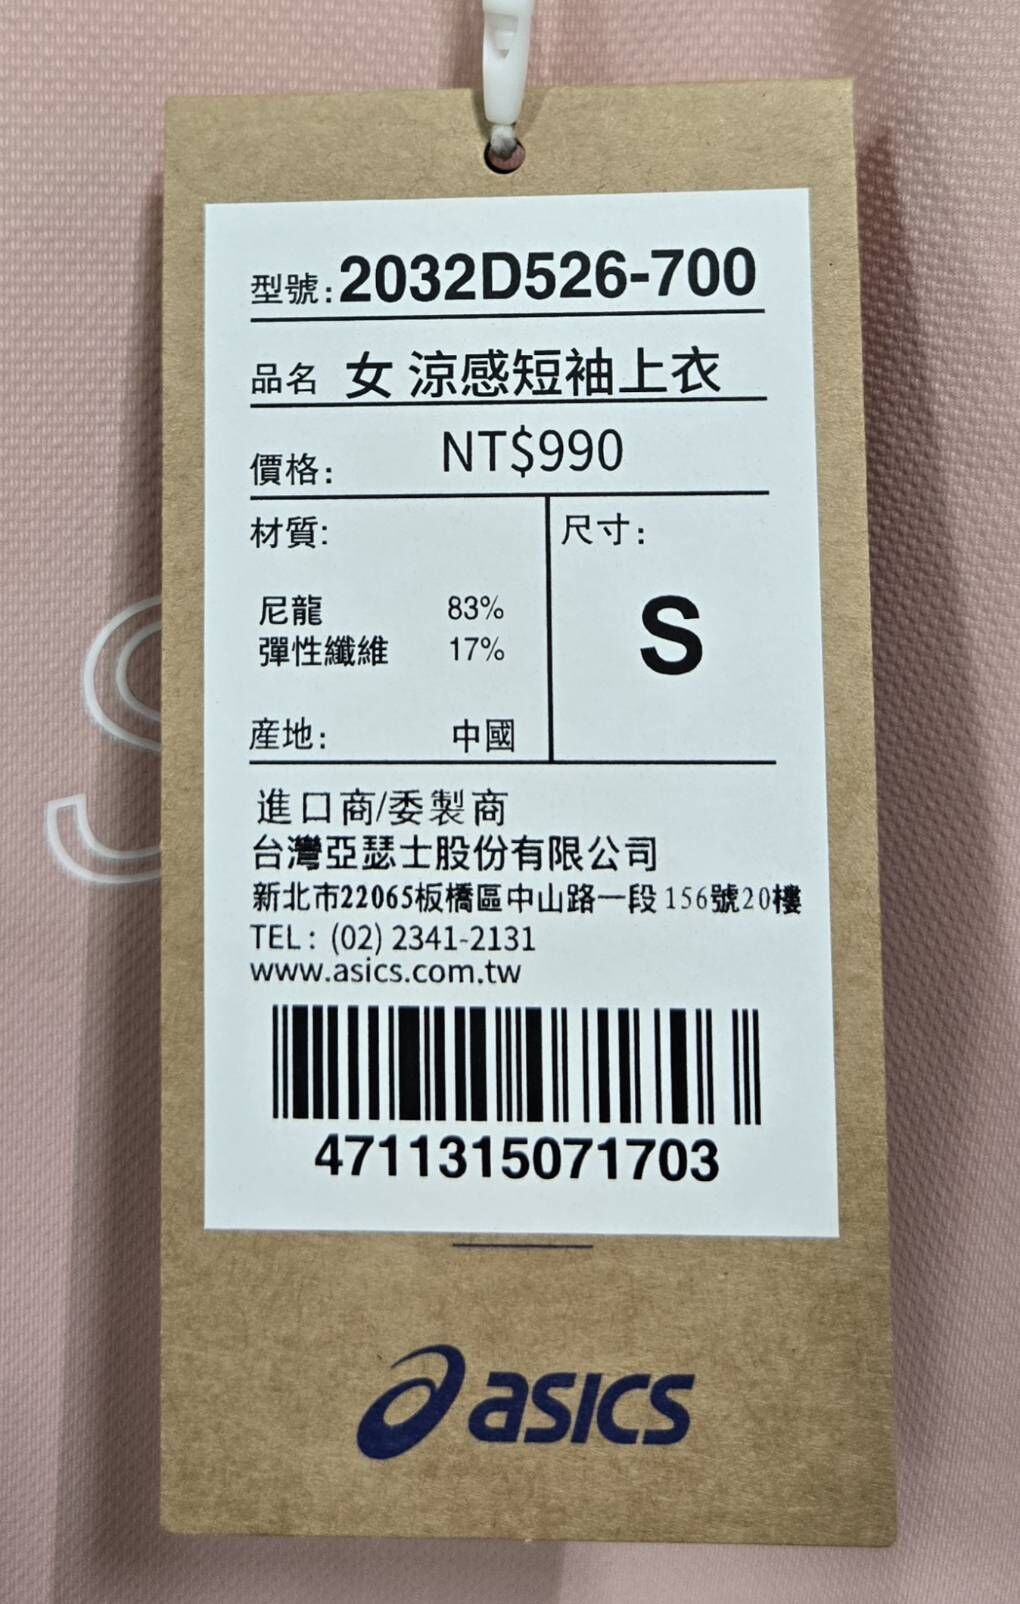 型號:2032D526-700
品名 女 涼感短袖上衣
價格: NT$990
材質:
尼龍 83%
彈性纖維 17%
産地: 中國
尺寸:
S
進口商/委製商
台灣亞瑟士股份有限公司
新北市22065板橋區中山路一段156號20樓
TEL: (02) 2341-2131
www.asics.com.tw
4711315071703
asics